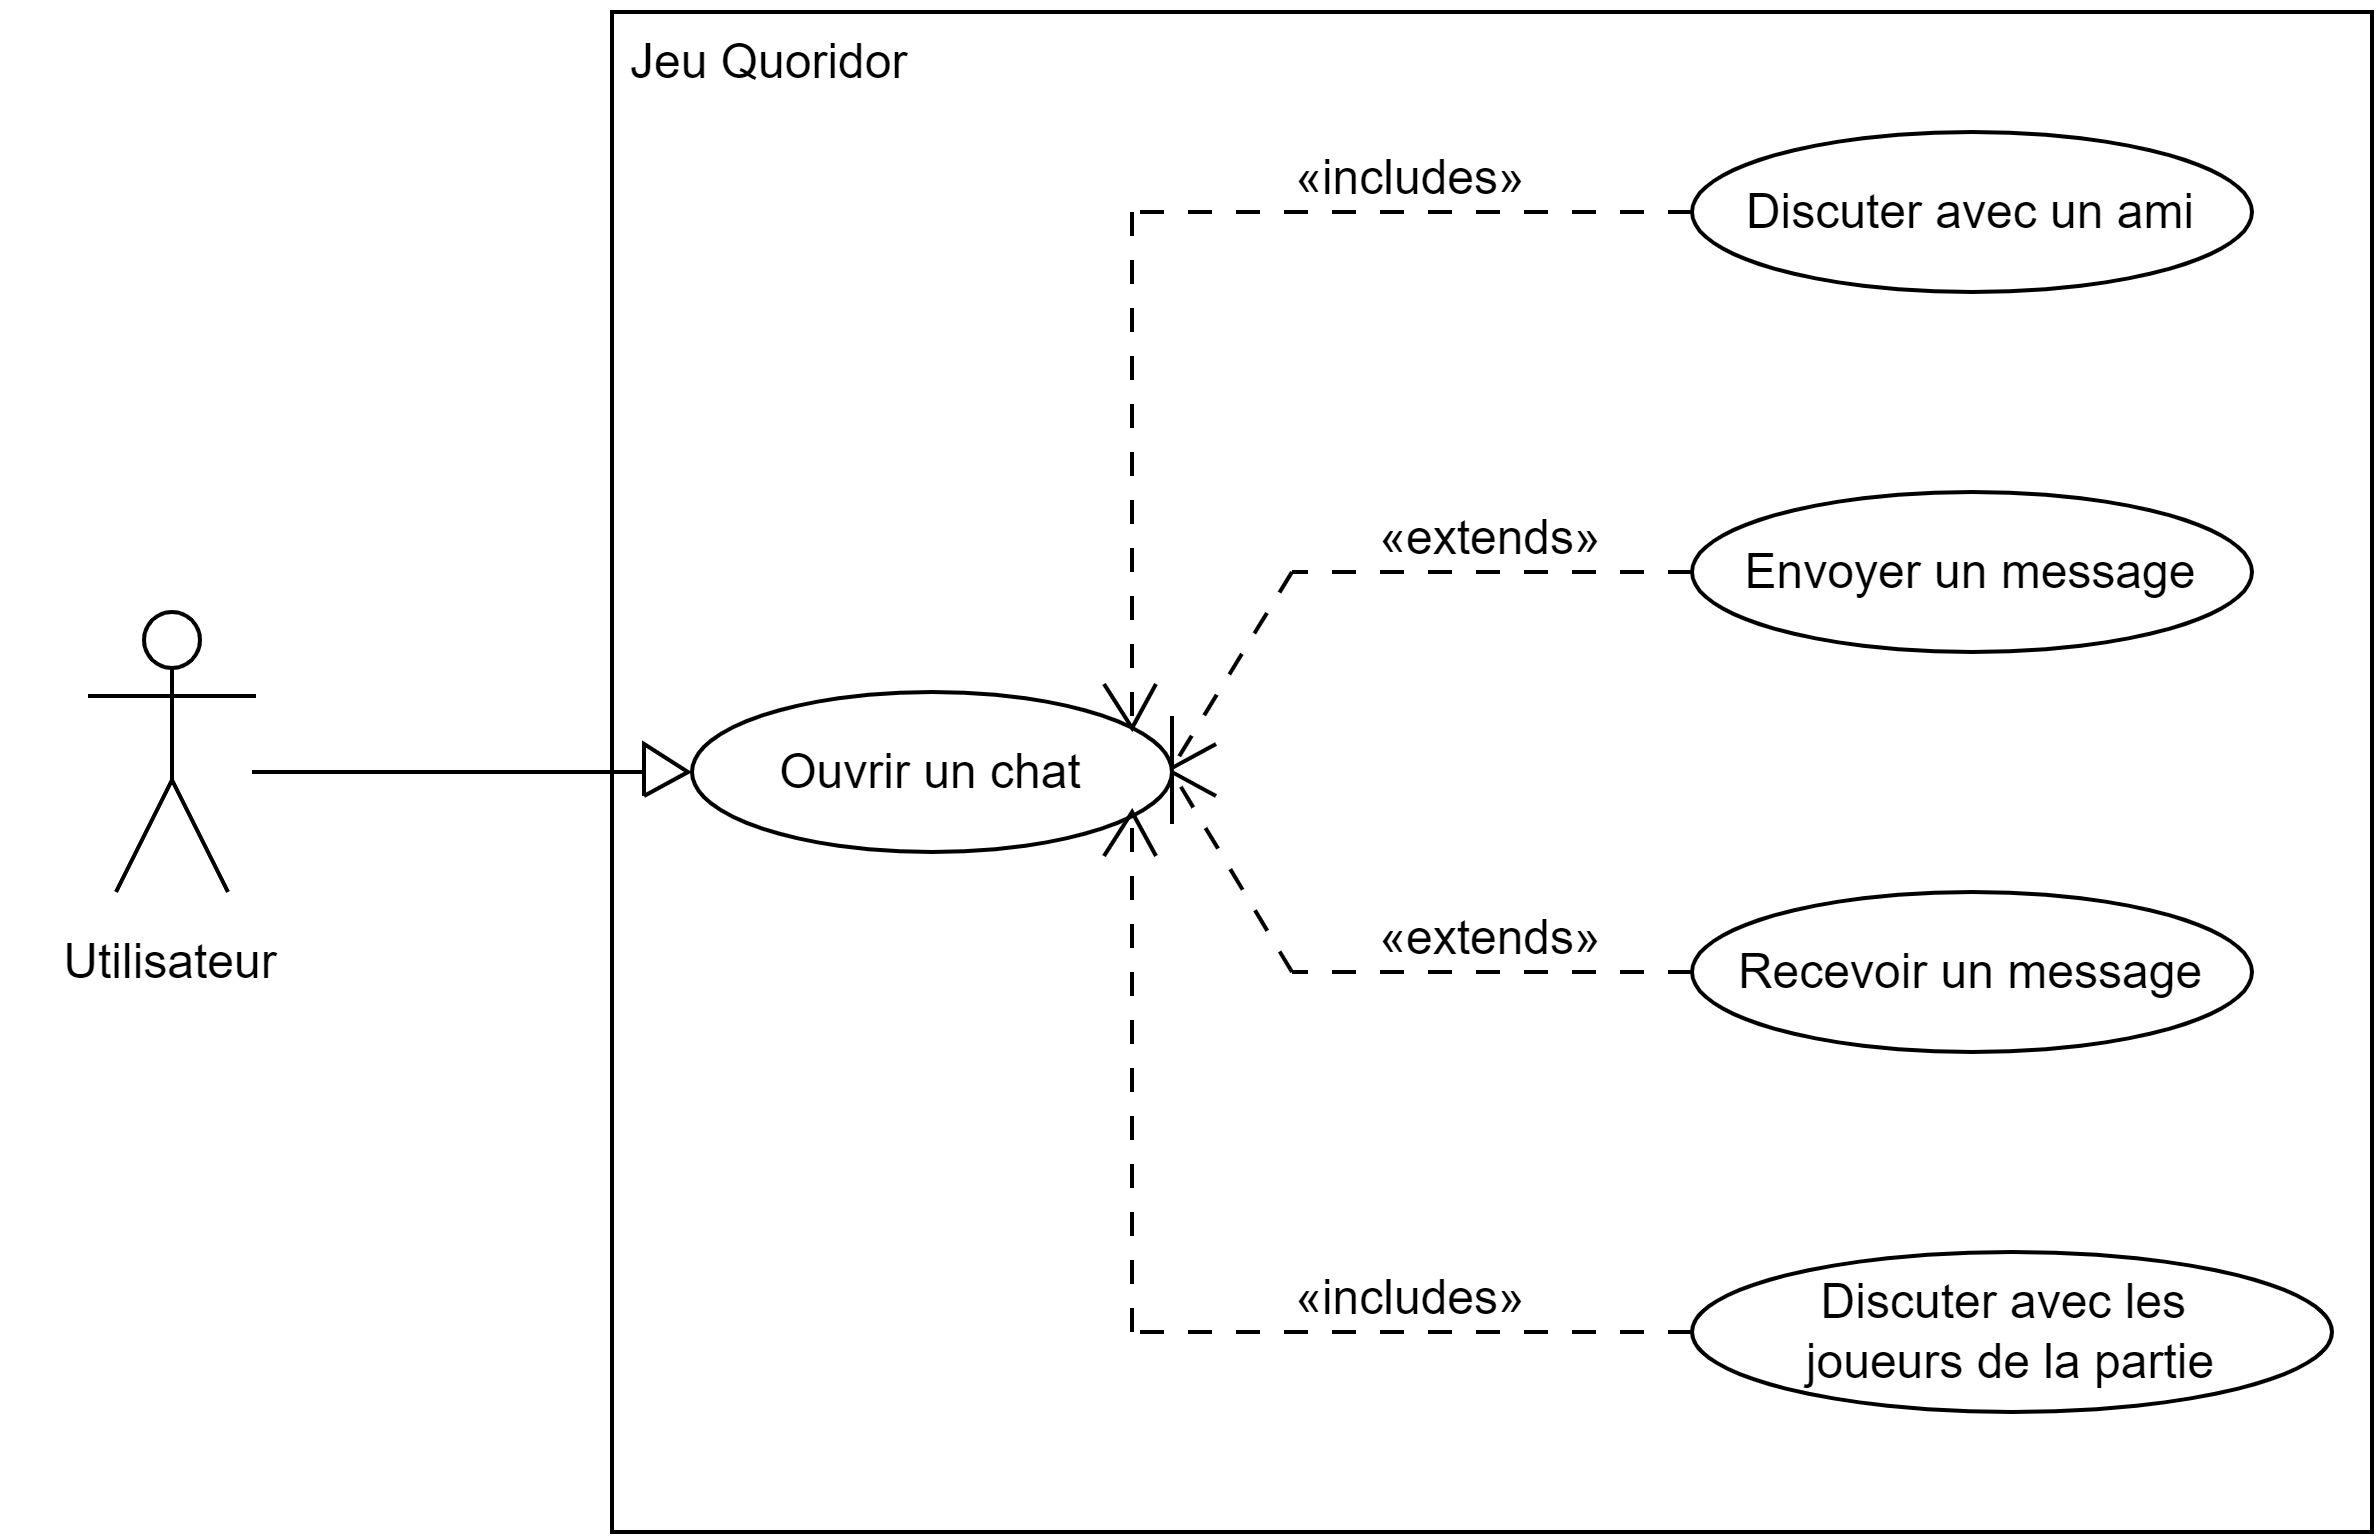 Jeu Quoridor
«includes»
Discuter avec un ami
«extends»
Envoyer un message
Ouvrir un chat
Utilisateur
«extends»
Recevoir un message
«includes»
Discuter avec les
joueurs de la partie